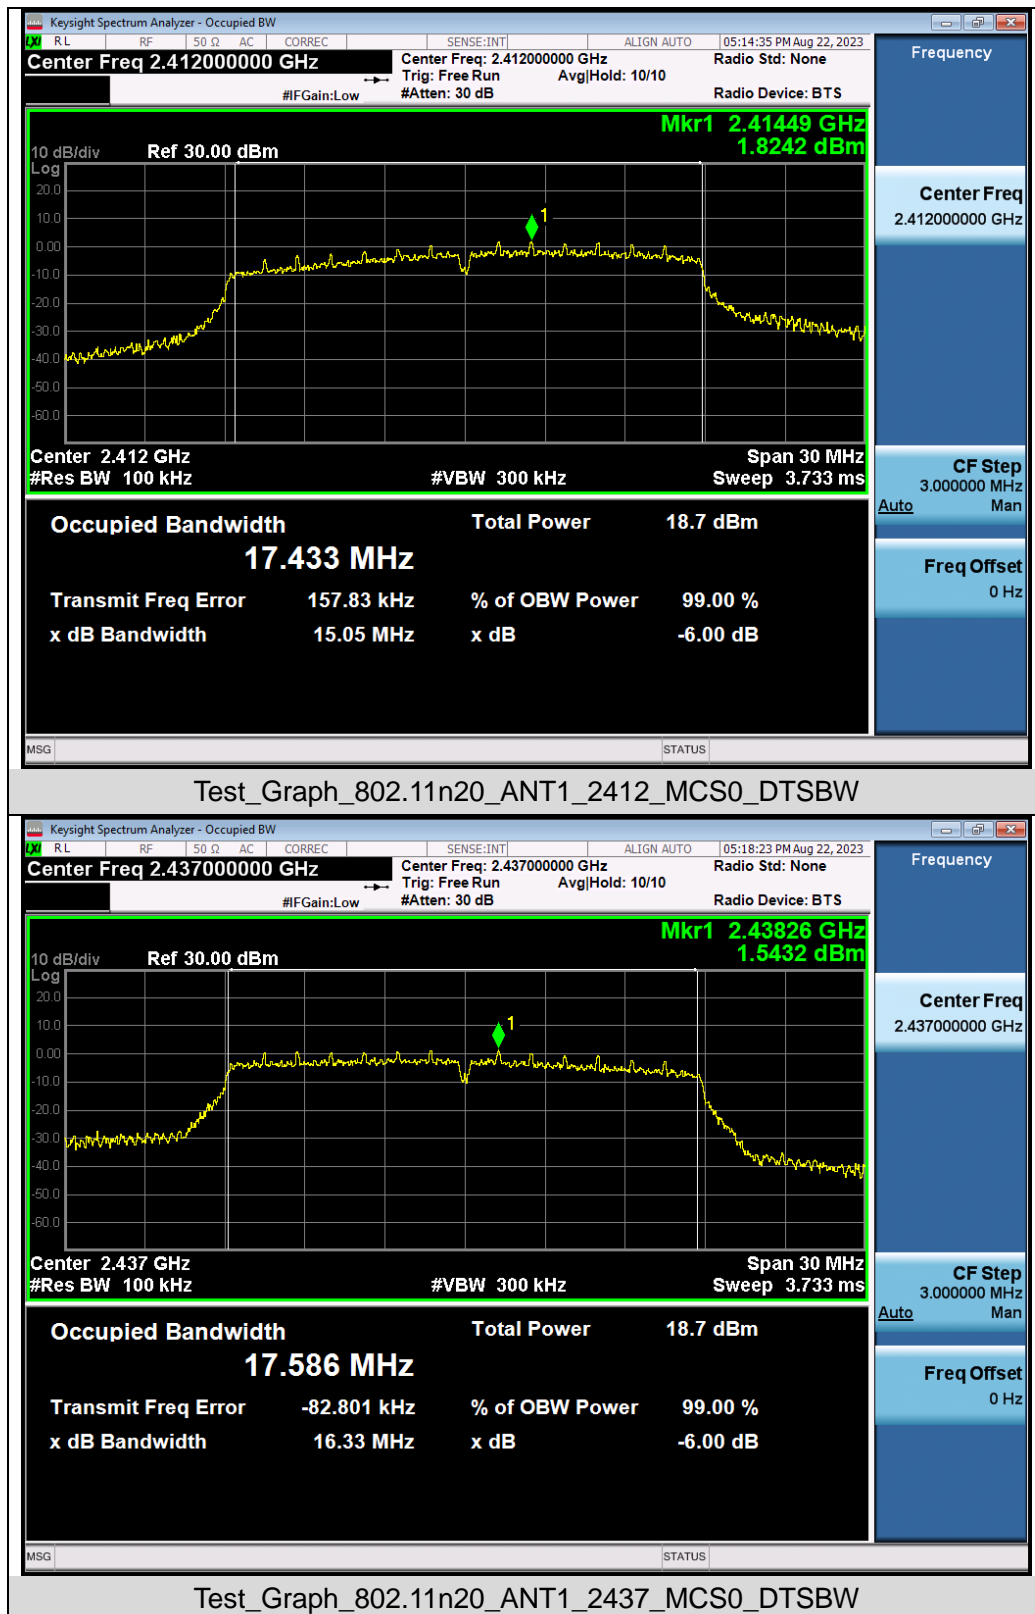 Keysight Spectrum Analyzer - Occupied BW
LXI RL RF 50 Ω AC CORREC SENSE:INT ALIGN AUTO 05:14:35 PM Aug 22, 2023
Center Freq 2.412000000 GHz
Center Freq: 2.412000000 GHz
Radio Std: None
Trig: Free Run Avg|Hold: 10/10
#IFGain:Low
#Atten: 30 dB
Radio Device: BTS
Frequency
Mkr1 2.41449 GHz
1.8242 dBm
10 dB/div Ref 30.00 dBm
Log
20.0
10.0
0.00
-10.0
-20.0
-30.0
-40.0
-50.0
-60.0
1
Center 2.412 GHz
Span 30 MHz
#Res BW 100 kHz
#VBW 300 kHz
Sweep 3.733 ms
Center Freq
2.412000000 GHz
CF Step
3.000000 MHz
Auto Man
Freq Offset
0 Hz
Occupied Bandwidth
Total Power 18.7 dBm
17.433 MHz
Transmit Freq Error 157.83 kHz
% of OBW Power 99.00 %
x dB Bandwidth 15.05 MHz
x dB -6.00 dB
MSG
STATUS
Test_Graph_802.11n20_ANT1_2412_MCS0_DTSBW
Keysight Spectrum Analyzer - Occupied BW
LXI RL RF 50 Ω AC CORREC SENSE:INT ALIGN AUTO 05:18:23 PM Aug 22, 2023
Center Freq 2.437000000 GHz
Center Freq: 2.437000000 GHz
Radio Std: None
Trig: Free Run Avg|Hold: 10/10
#IFGain:Low
#Atten: 30 dB
Radio Device: BTS
Frequency
Mkr1 2.43826 GHz
1.5432 dBm
10 dB/div Ref 30.00 dBm
Log
20.0
10.0
0.00
-10.0
-20.0
-30.0
-40.0
-50.0
-60.0
1
Center 2.437 GHz
Span 30 MHz
#Res BW 100 kHz
#VBW 300 kHz
Sweep 3.733 ms
Center Freq
2.437000000 GHz
CF Step
3.000000 MHz
Auto Man
Freq Offset
0 Hz
Occupied Bandwidth
Total Power 18.7 dBm
17.586 MHz
Transmit Freq Error -82.801 kHz
% of OBW Power 99.00 %
x dB Bandwidth 16.33 MHz
x dB -6.00 dB
MSG
STATUS
Test_Graph_802.11n20_ANT1_2437_MCS0_DTSBW